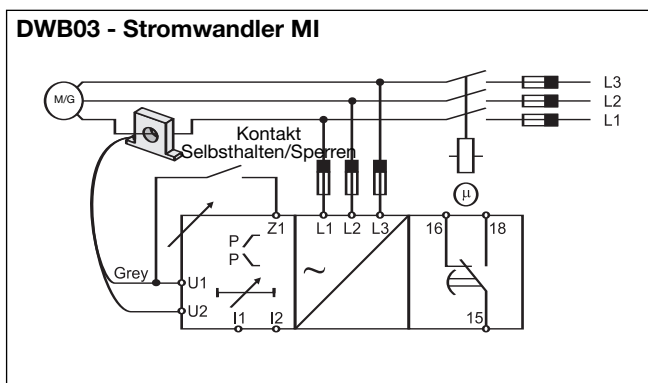 DWB03 - Stromwandler MI
L3
M/G
L2
L1
Kontakt
Selbsthalten/Sperren
μ
Z1 L1 L2 L3 16 18
P
P
~
Grey
U1
U2
I1 I2
15